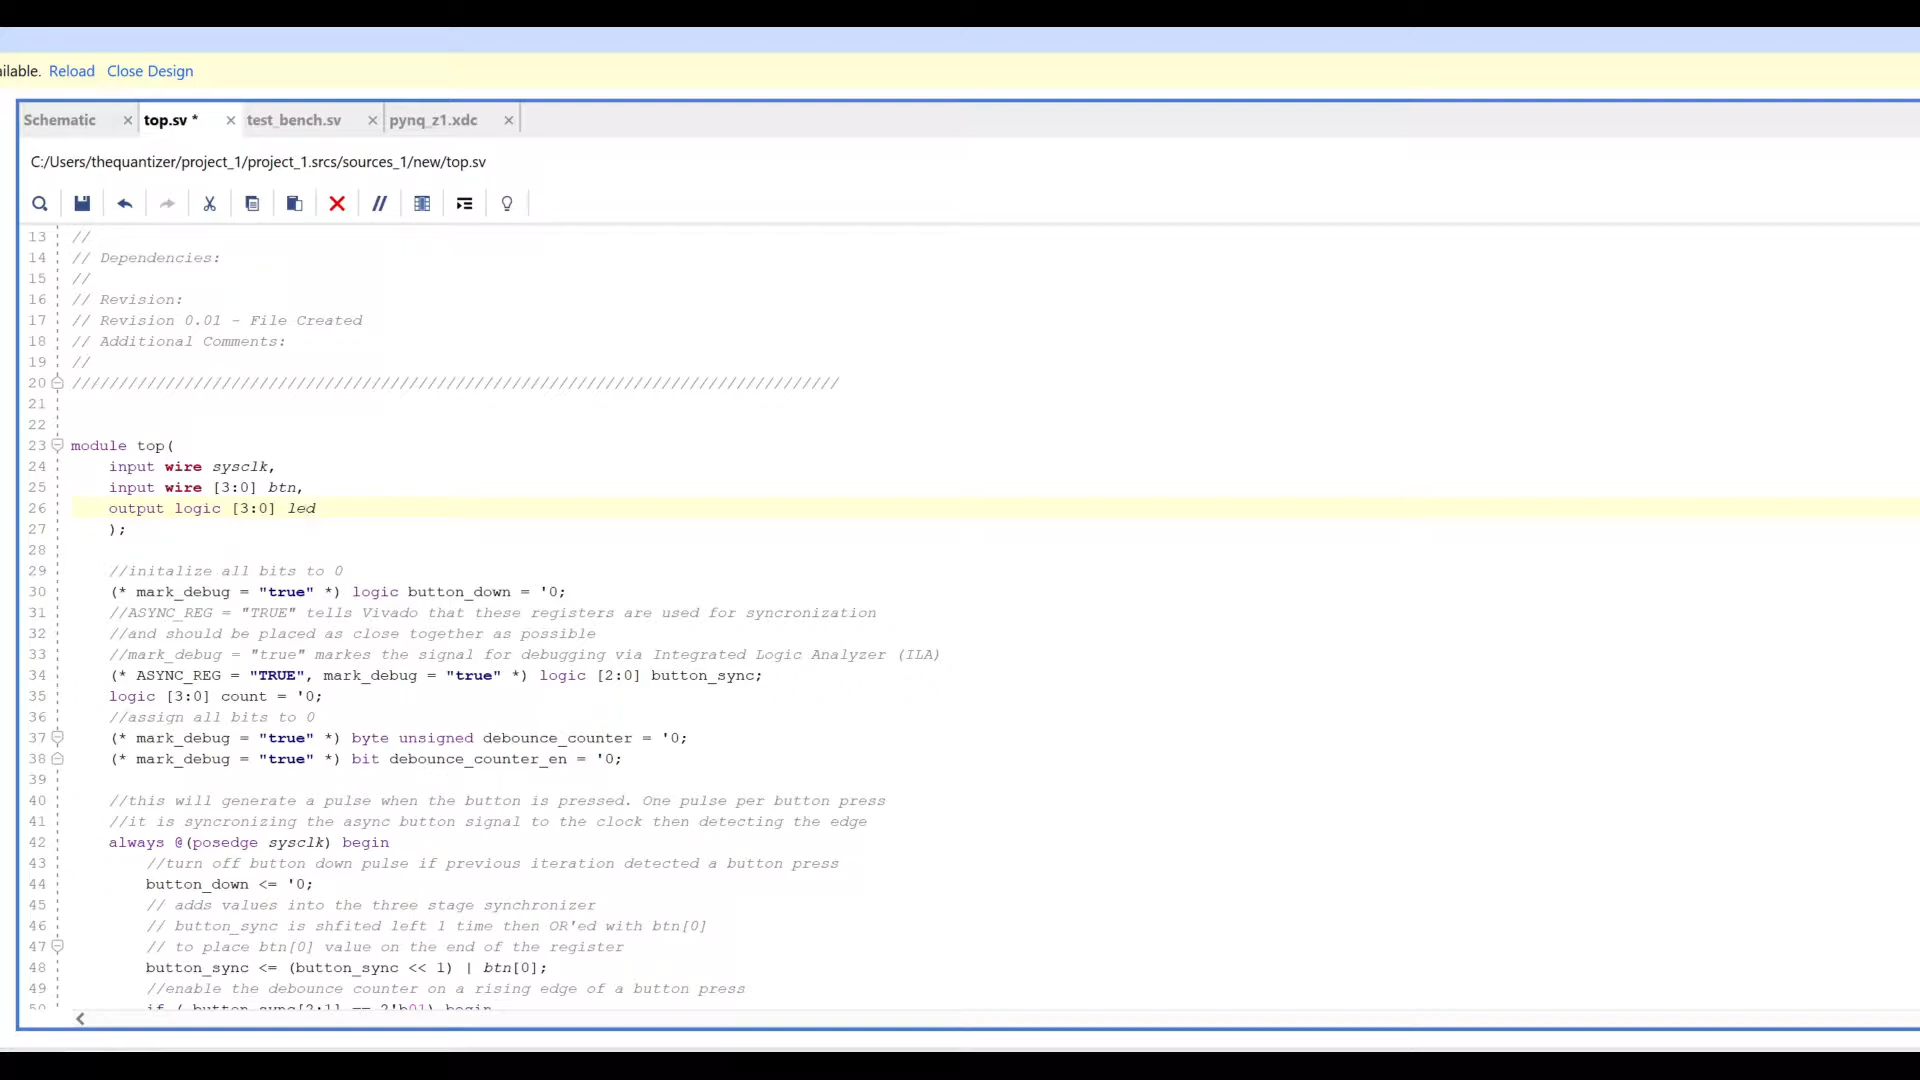 ailable. Reload Close Design
Schematic top.sv * test_bench.sv pynq_z1.xdc
C:/Users/thequantizer/project_1/project_1.srcs/sources_1/new/top.sv
13 //
14 // Dependencies:
15 //
16 // Revision:
17 // Revision 0.01 - File Created
18 // Additional Comments:
19 //
20 //////////////////////////////////////////////////////////////////////////////////
21
22
23 module top(
24 input wire sysclk,
25 input wire [3:0] btn,
26 output logic [3:0] led
27 );
28
29 //initalize all bits to 0
30 (* mark_debug = "true" *) logic button_down = '0;
31 //ASYNC_REG = "TRUE" tells Vivado that these registers are used for syncronization
32 //and should be placed as close together as possible
33 //mark_debug = "true" markes the signal for debugging via Integrated Logic Analyzer (ILA)
34 (* ASYNC_REG = "TRUE", mark_debug = "true" *) logic [2:0] button_sync;
35 logic [3:0] count = '0;
36 //assign all bits to 0
37 (* mark_debug = "true" *) byte unsigned debounce_counter = '0;
38 (* mark_debug = "true" *) bit debounce_counter_en = '0;
39
40 //this will generate a pulse when the button is pressed. One pulse per button press
41 //it is syncronizing the async button signal to the clock then detecting the edge
42 always @(posedge sysclk) begin
43 //turn off button down pulse if previous iteration detected a button press
44 button_down <= '0;
45 // adds values into the three stage synchronizer
46 // button_sync is shfited left 1 time then OR'ed with btn[0]
47 // to place btn[0] value on the end of the register
48 button_sync <= (button_sync << 1) | btn[0];
49 //enable the debounce counter on a rising edge of a button press
50 if ( button_sync[2:1] == 2'b01) begin